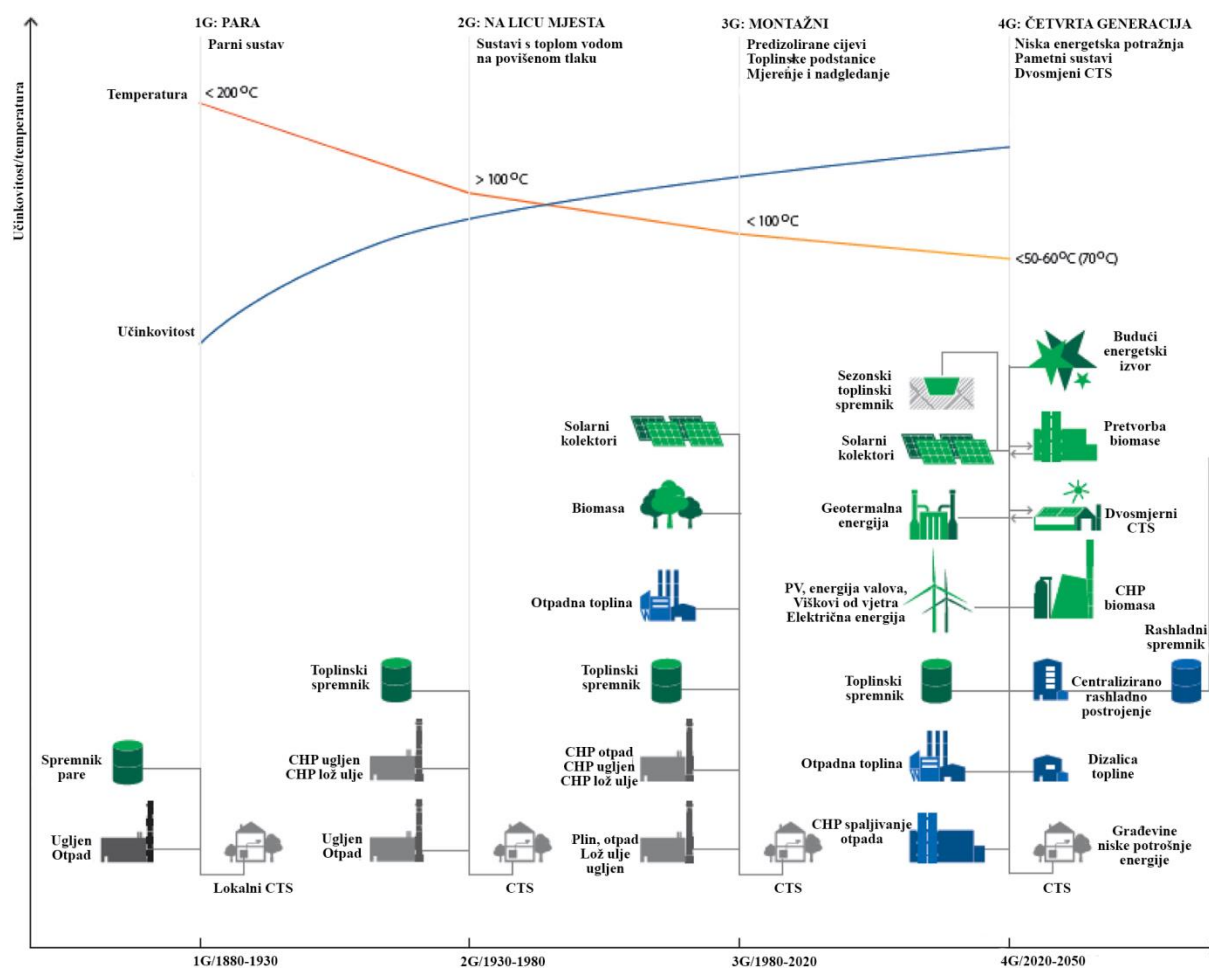 1G: PARA
Parni sustav
2G: NA LICU MJESTA
Sustavi s toplom vodom
na povišenom tlaku
3G: MONTAŽNI
Predizolirane cijevi
Toplinske podstanice
Mjerenje i nadgledanje
4G: ČETVRTA GENERACIJA
Niska energetska potražnja
Pametni sustavi
Dvosmjeni CTS
Učinkovitost/temperatura
Temperatura
< 200 °C
> 100 °C
< 100 °C
<50-60°C (70°C)
Učinkovitost
Spremnik
pare
Ugljen
Otpad
Lokalni CTS
Toplinski
spremnik
CHP ugljen
CHP lož ulje
Ugljen
Otpad
CTS
Solarni
kolektori
Biomasa
Otpadna toplina
Toplinski
spremnik
CHP otpad
CHP ugljen
CHP lož ulje
Plin, otpad
Lož ulje
ugljen
CTS
Sezonski
toplinski
spremnik
Solarni
kolektori
Geotermalna
energija
PV, energija valova,
Viškovi od vjetra
Električna energija
Toplinski
spremnik
Otpadna toplina
CHP spaljivanje
otpada
Budući
energetski
izvor
Pretvorba
biomase
Dvosmjerni
CTS
CHP
biomasa
Rashladni
spremnik
Centralizirano
rashladno
postrojenje
Dizalica
topline
Građevine
niske potrošnje
energije
CTS
1G/1880-1930
2G/1930-1980
3G/1980-2020
4G/2020-2050